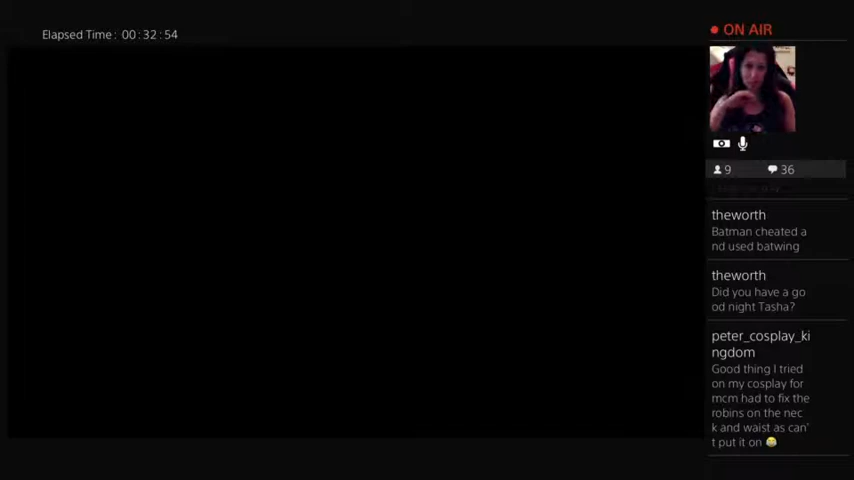 Elapsed Time: 00:32:54
ON AIR
9 36
theworth
Batman cheated a
nd used batwing
theworth
Did you have a go
od night Tasha?
peter_cosplay_ki
ngdom
Good thing I tried
on my cosplay for
mcm had to fix the
robins on the nec
k and waist as can'
t put it on 😂